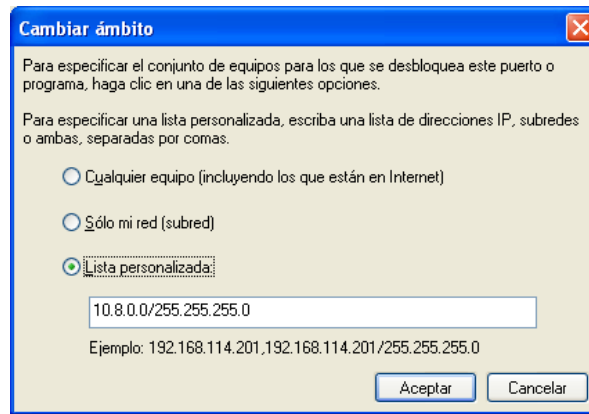 Cambiar ámbito
Para especificar el conjunto de equipos para los que se desbloquea este puerto o
programa, haga clic en una de las siguientes opciones.
Para especificar una lista personalizada, escriba una lista de direcciones IP, subredes
o ambas, separadas por comas.
Cualquier equipo (incluyendo los que están en Internet)
Sólo mi red (subred)
Lista personalizada:
10.8.0.0/255.255.255.0
Ejemplo: 192.168.114.201,192.168.114.201/255.255.255.0
Aceptar
Cancelar